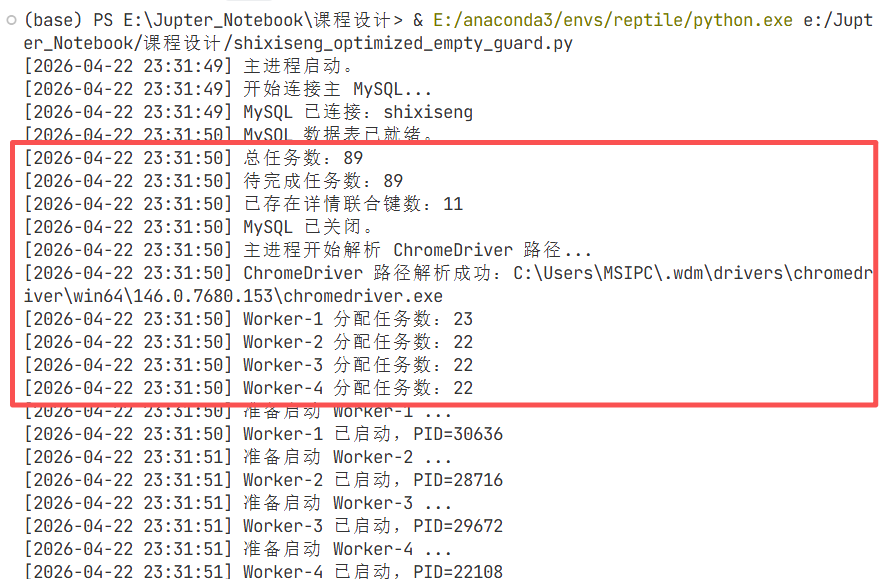 (base) PS E:\Jupter_Notebook\课程设计> & E:/anaconda3/envs/reptile/python.exe e:/Jupt
er_Notebook/课程设计/shixiseng_optimized_empty_guard.py
[2026-04-22 23:31:49] 主进程启动。
[2026-04-22 23:31:49] 开始连接主 MySQL...
[2026-04-22 23:31:49] MySQL 已连接：shixiseng
[2026-04-22 23:31:50] MySQL 数据表已就绪。
[2026-04-22 23:31:50] 总任务数：89
[2026-04-22 23:31:50] 待完成任务数：89
[2026-04-22 23:31:50] 已存在详情联合键数：11
[2026-04-22 23:31:50] MySQL 已关闭。
[2026-04-22 23:31:50] 主进程开始解析 ChromeDriver 路径...
[2026-04-22 23:31:50] ChromeDriver 路径解析成功：C:\Users\MSIPC\.wdm\drivers\chromedr
iver\win64\146.0.7680.153\chromedriver.exe
[2026-04-22 23:31:50] Worker-1 分配任务数：23
[2026-04-22 23:31:50] Worker-2 分配任务数：22
[2026-04-22 23:31:50] Worker-3 分配任务数：22
[2026-04-22 23:31:50] Worker-4 分配任务数：22
[2026-04-22 23:31:50] 准备启动 Worker-1 ...
[2026-04-22 23:31:50] Worker-1 已启动，PID=30636
[2026-04-22 23:31:51] 准备启动 Worker-2 ...
[2026-04-22 23:31:51] Worker-2 已启动，PID=28716
[2026-04-22 23:31:51] 准备启动 Worker-3 ...
[2026-04-22 23:31:51] Worker-3 已启动，PID=29672
[2026-04-22 23:31:51] 准备启动 Worker-4 ...
[2026-04-22 23:31:51] Worker-4 已启动，PID=22108